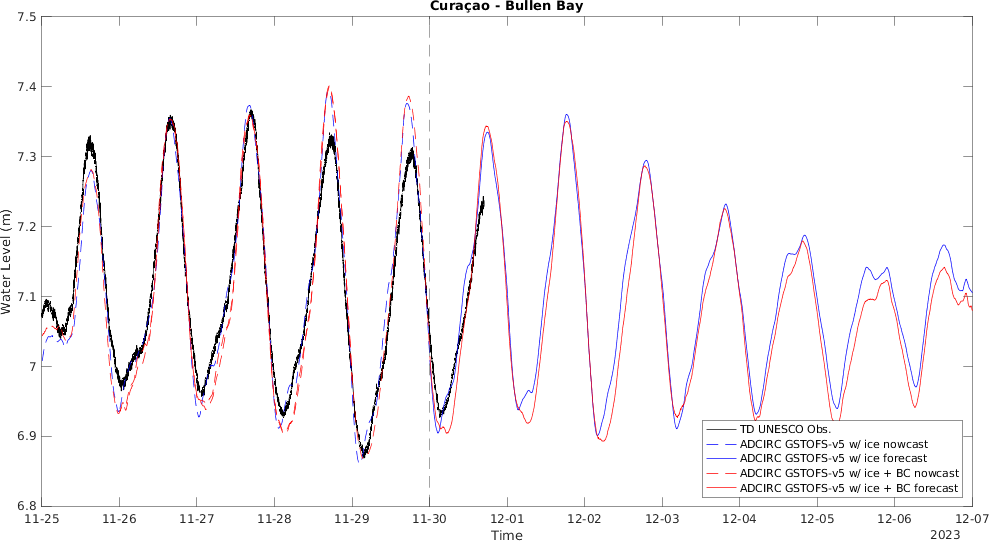 Curaçao - Bullen Bay
7.5
7.4
7.3
7.2
7.1
7
6.9
6.8
Water Level (m)
TD UNESCO Obs.
ADCIRC GSTOFS-v5 w/ ice nowcast
ADCIRC GSTOFS-v5 w/ ice forecast
ADCIRC GSTOFS-v5 w/ ice + BC nowcast
ADCIRC GSTOFS-v5 w/ ice + BC forecast
11-25 11-26 11-27 11-28 11-29 11-30 12-01 12-02 12-03 12-04 12-05 12-06 12-07
Time
2023